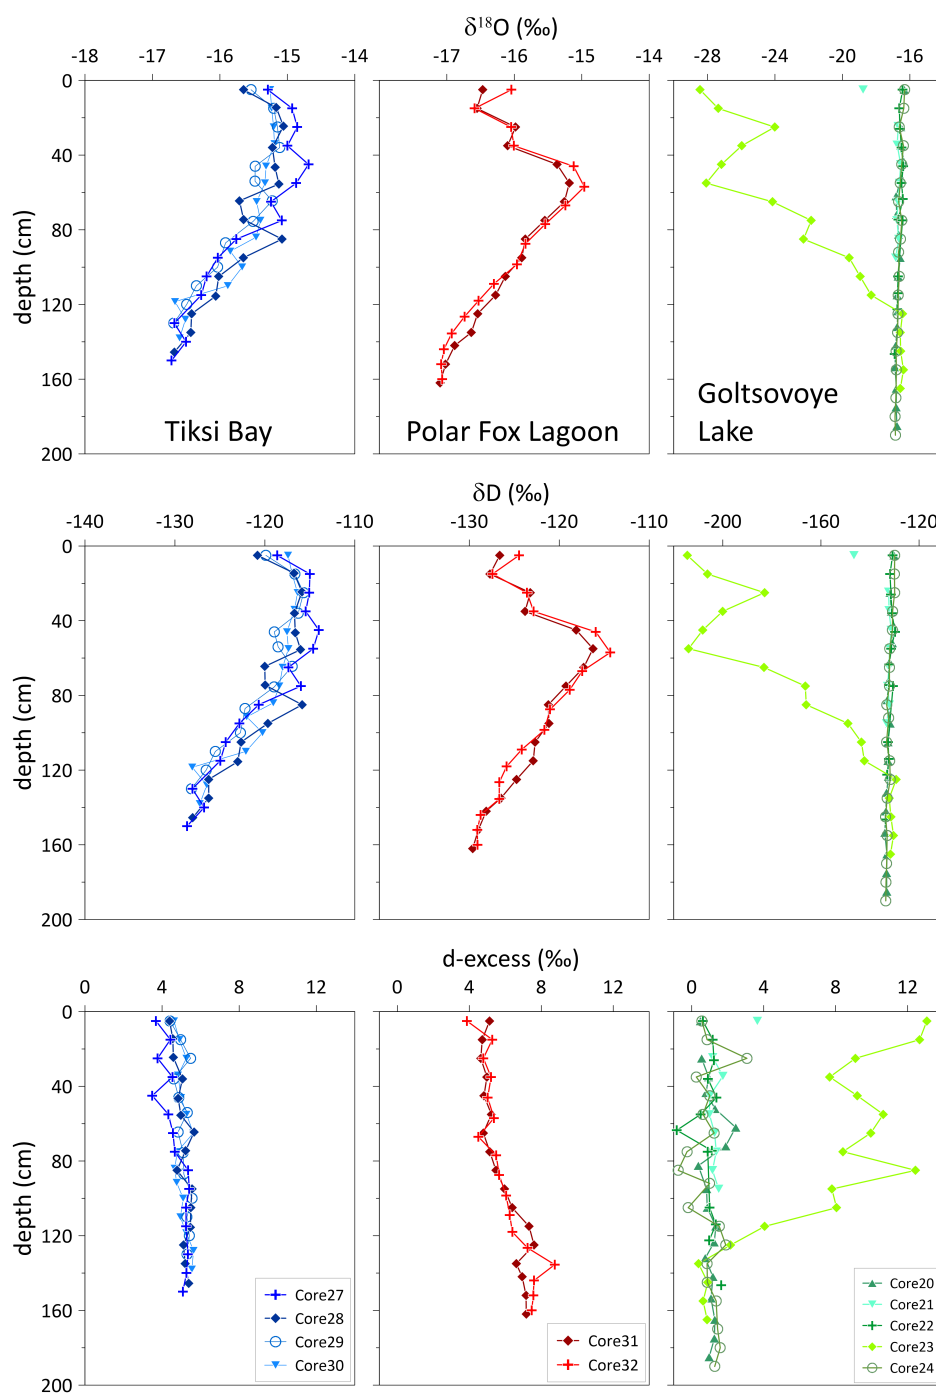 δ¹⁸O (‰)
-18 -17 -16 -15 -14 -17 -16 -15 -14 -28 -24 -20 -16
0
40
80
120
160
200
depth (cm)
Tiksi Bay
Polar Fox Lagoon
Goltsovoye
Lake
δD (‰)
-140 -130 -120 -110 -130 -120 -110 -200 -160 -120
0
40
80
120
160
200
depth (cm)
d-excess (‰)
0 4 8 12 0 4 8 12 0 4 8 12
0
40
80
120
160
200
depth (cm)
Core27
Core28
Core29
Core30
Core31
Core32
Core20
Core21
Core22
Core23
Core24